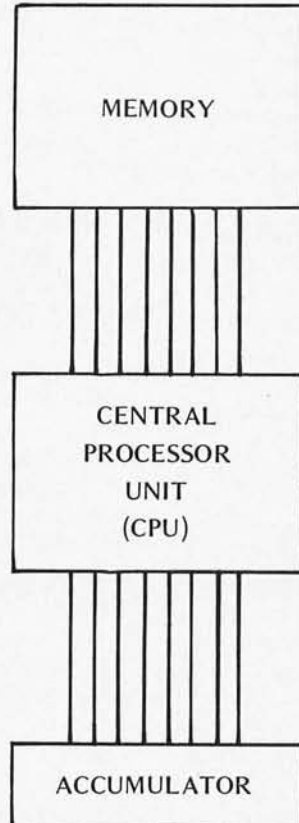 MEMORY
CENTRAL
PROCESSOR
UNIT
(CPU)
ACCUMULATOR